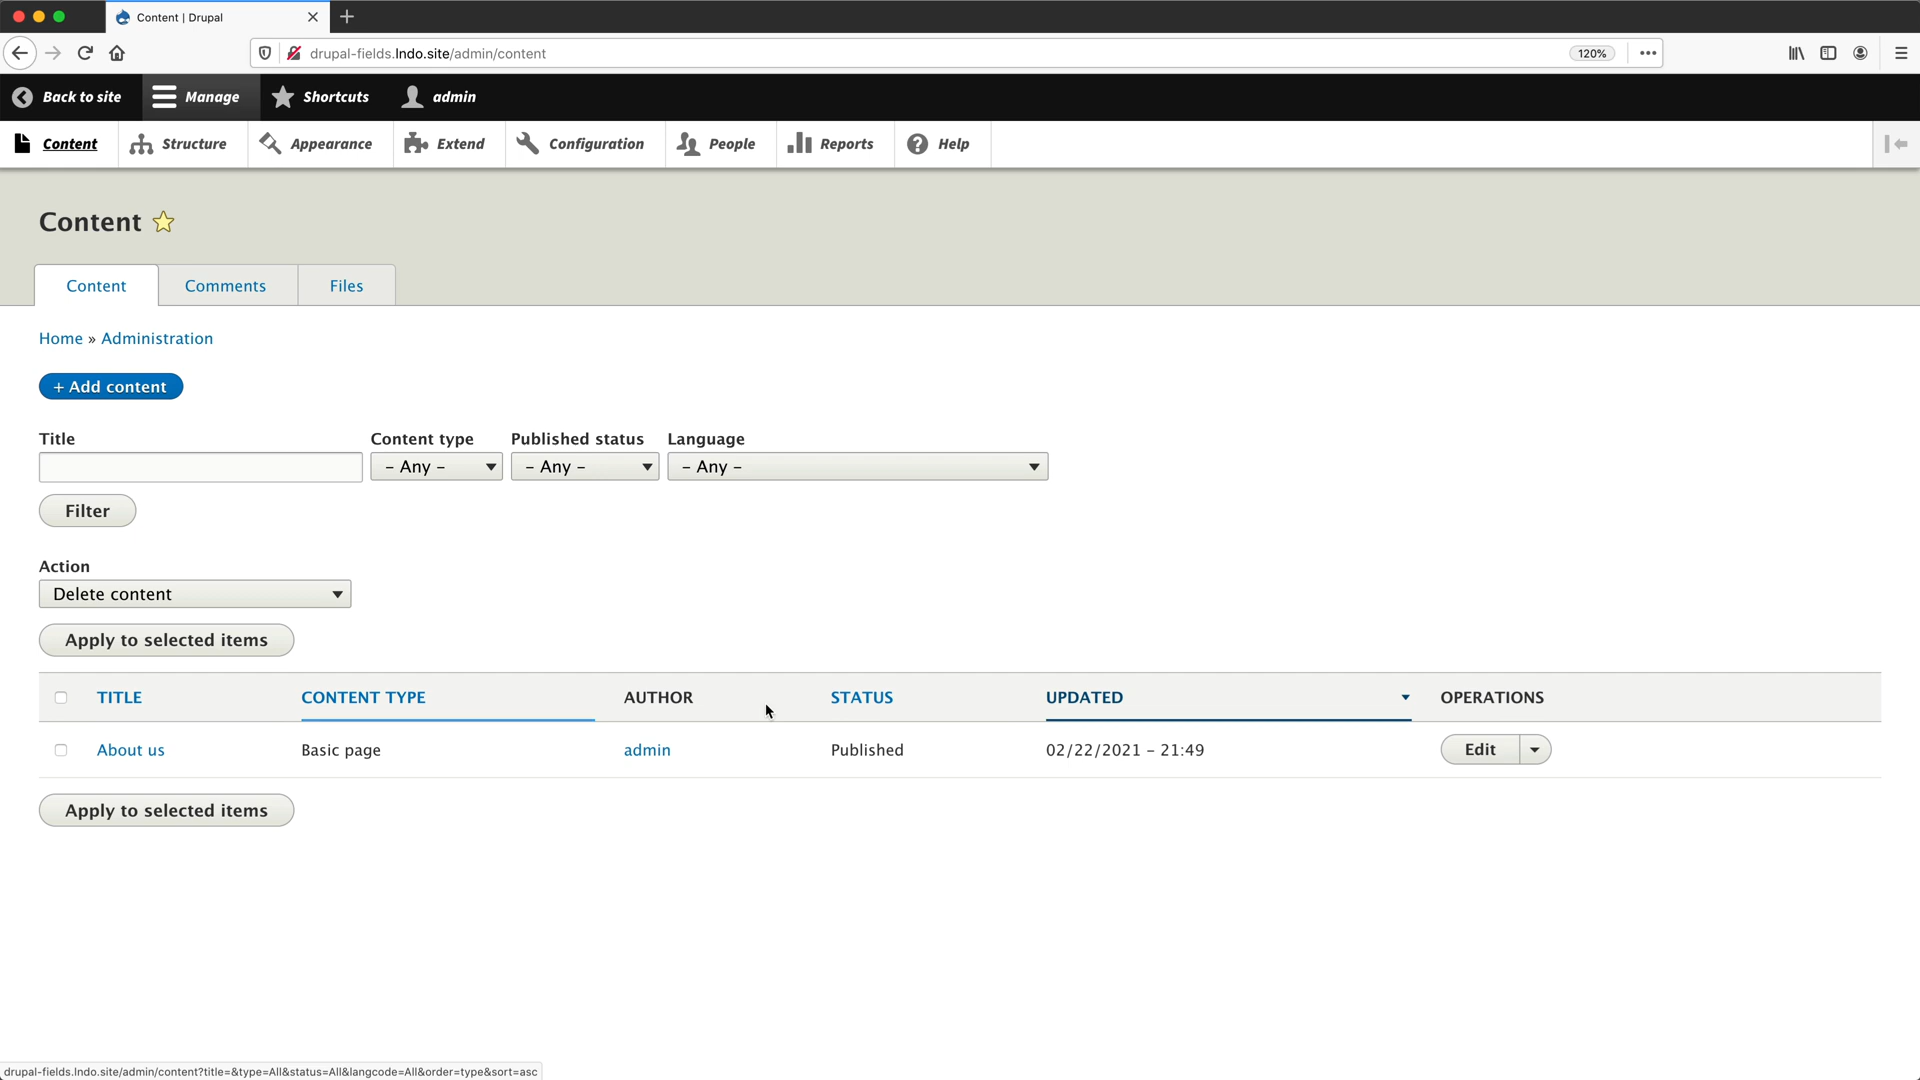 Content | Drupal
drupal-fields.lndo.site/admin/content 120%
Back to site Manage Shortcuts admin
Content Structure Appearance Extend Configuration People Reports Help
Content
Content Comments Files
Home » Administration
+ Add content
Title Content type Published status Language
– Any – – Any – – Any –
Filter
Action
Delete content
Apply to selected items
TITLE CONTENT TYPE AUTHOR STATUS UPDATED OPERATIONS
About us Basic page admin Published 02/22/2021 – 21:49 Edit
Apply to selected items
drupal-fields.lndo.site/admin/content?title=&type=All&status=All&langcode=All&order=type&sort=asc